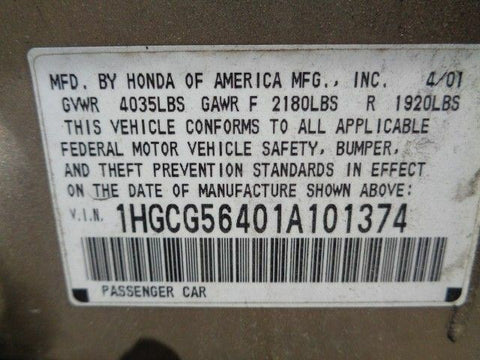 MFD. BY HONDA OF AMERICA MFG., INC. 4/01
GVWR 4035LBS GAWR F 2180LBS R 1920LBS
THIS VEHICLE CONFORMS TO ALL APPLICABLE
FEDERAL MOTOR VEHICLE SAFETY, BUMPER,
AND THEFT PREVENTION STANDARDS IN EFFECT
ON THE DATE OF MANUFACTURE SHOWN ABOVE:
V.I.N. 1HGCG56401A101374
PASSENGER CAR